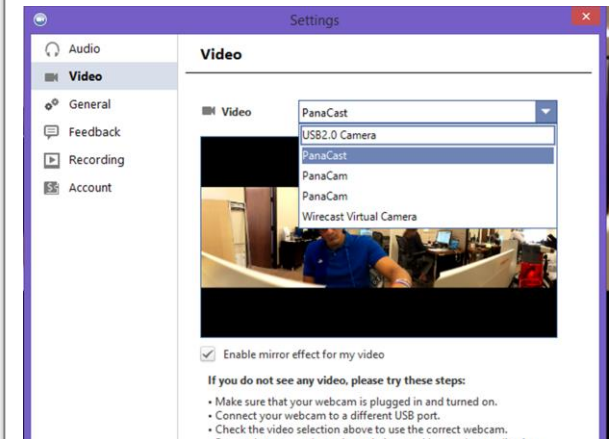 Settings
Audio
Video
General
Feedback
Recording
Account
Video
Video
PanaCast
USB2.0 Camera
PanaCast
PanaCam
PanaCam
Wirecast Virtual Camera
Enable mirror effect for my video
If you do not see any video, please try these steps:
• Make sure that your webcam is plugged in and turned on.
• Connect your webcam to a different USB port.
• Check the video selection above to use the correct webcam.